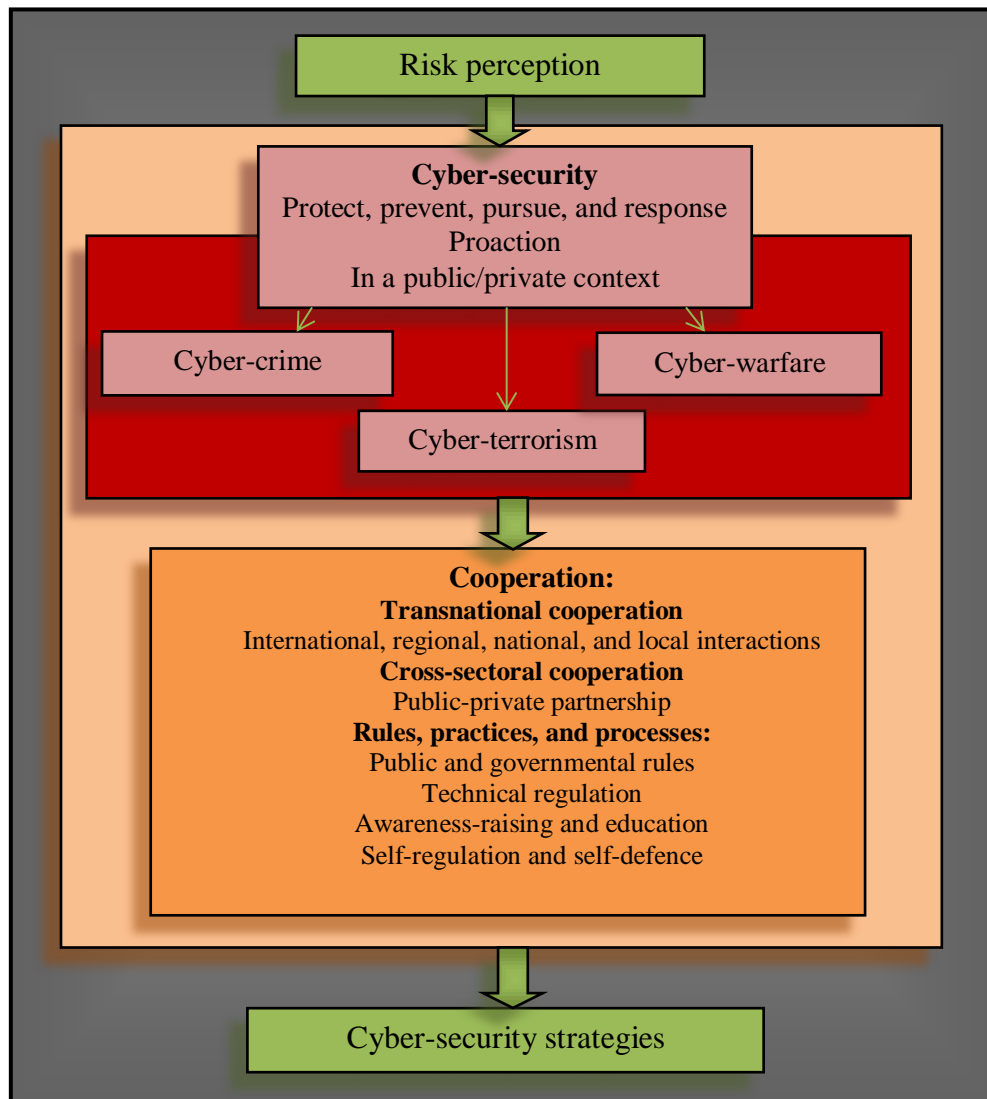 Risk perception
Cyber-security
Protect, prevent, pursue, and response
Proaction
In a public/private context
Cyber-crime
Cyber-warfare
Cyber-terrorism
Cooperation:
Transnational cooperation
International, regional, national, and local interactions
Cross-sectoral cooperation
Public-private partnership
Rules, practices, and processes:
Public and governmental rules
Technical regulation
Awareness-raising and education
Self-regulation and self-defence
Cyber-security strategies